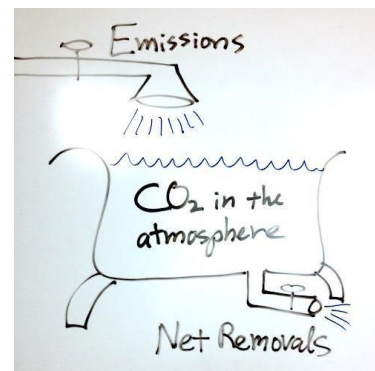 Emissions
CO₂ in the
atmosphere
Net Removals